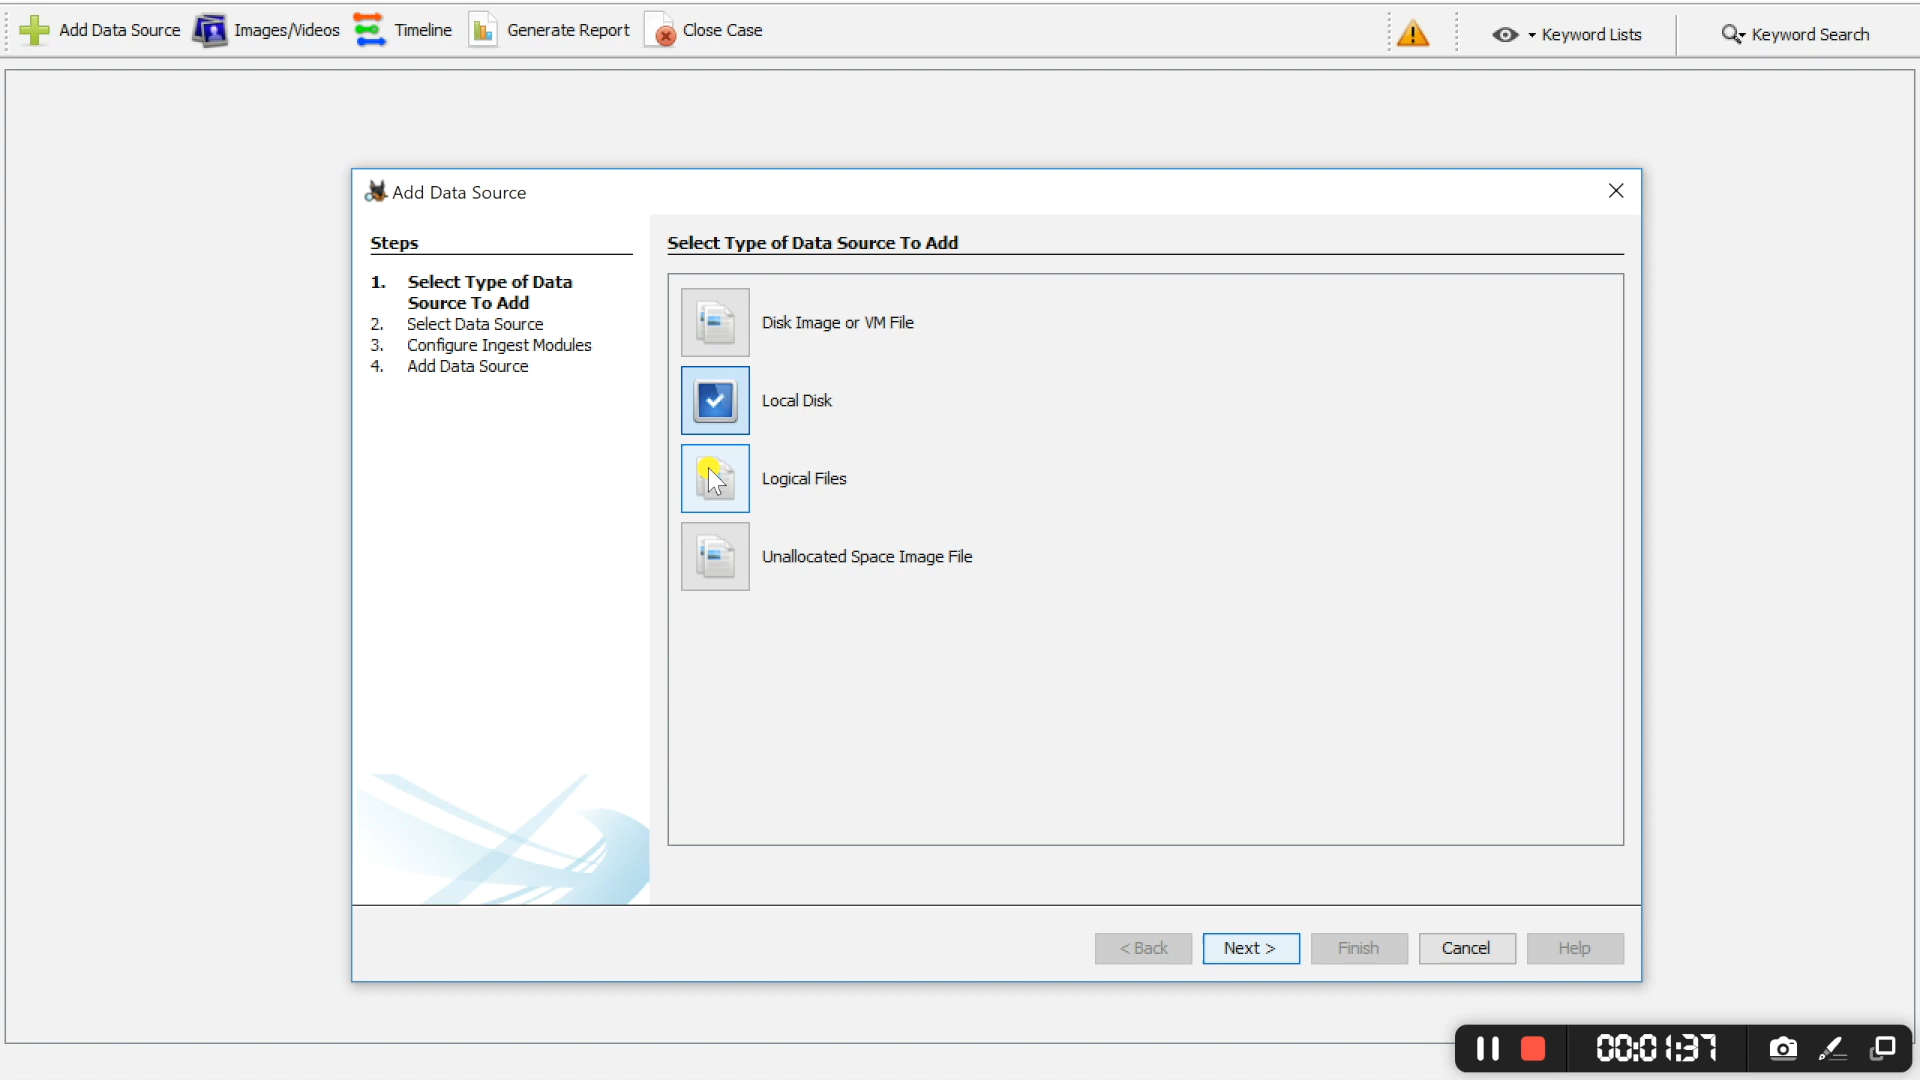 Add Data Source Images/Videos Timeline Generate Report Close Case Keyword Lists Keyword Search
Add Data Source
Steps
1. Select Type of Data
Source To Add
2. Select Data Source
3. Configure Ingest Modules
4. Add Data Source
Select Type of Data Source To Add
Disk Image or VM File
Local Disk
Logical Files
Unallocated Space Image File
< Back Next > Finish Cancel Help
00:01:37